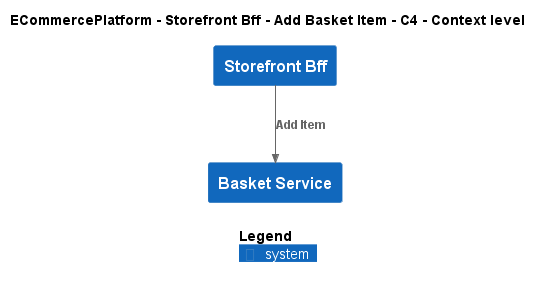 ECommercePlatform - Storefront Bff - Add Basket Item - C4 - Context level
Storefront Bff
Add Item
Basket Service
Legend
system